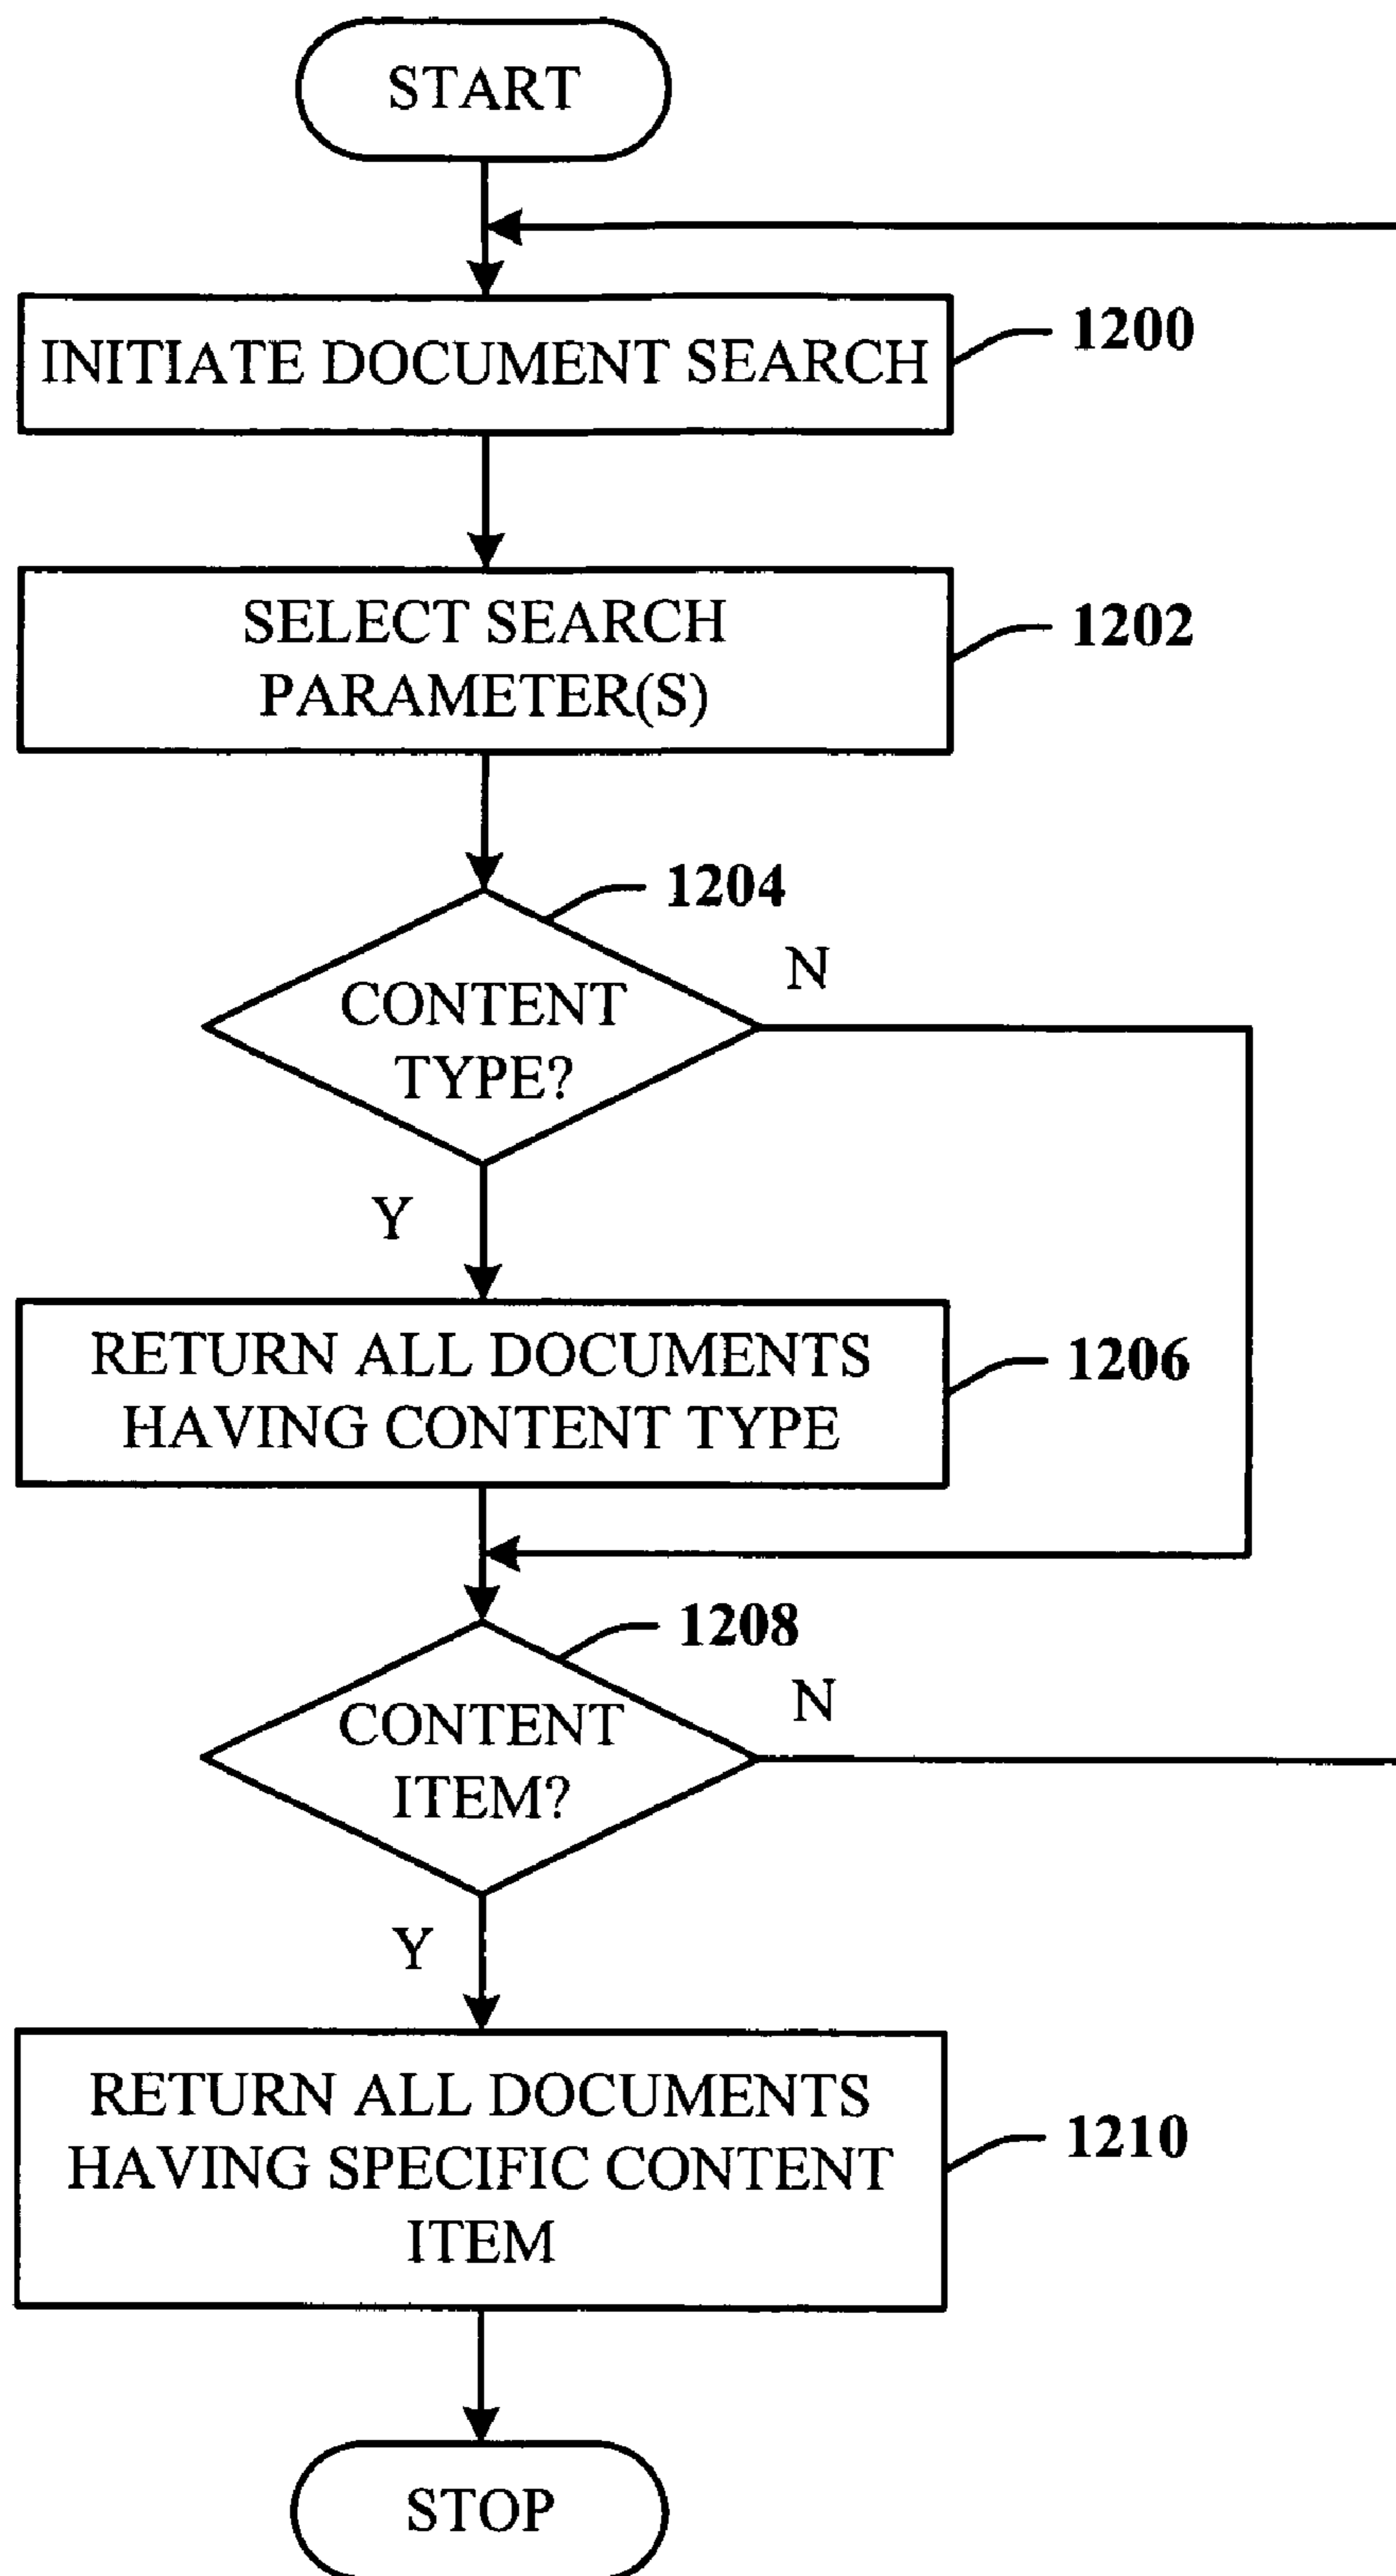 START
INITIATE DOCUMENT SEARCH
1200
SELECT SEARCH
PARAMETER(S)
1202
1204
CONTENT
TYPE?
N
Y
RETURN ALL DOCUMENTS
HAVING CONTENT TYPE
1206
1208
CONTENT
ITEM?
N
Y
RETURN ALL DOCUMENTS
HAVING SPECIFIC CONTENT
ITEM
1210
STOP